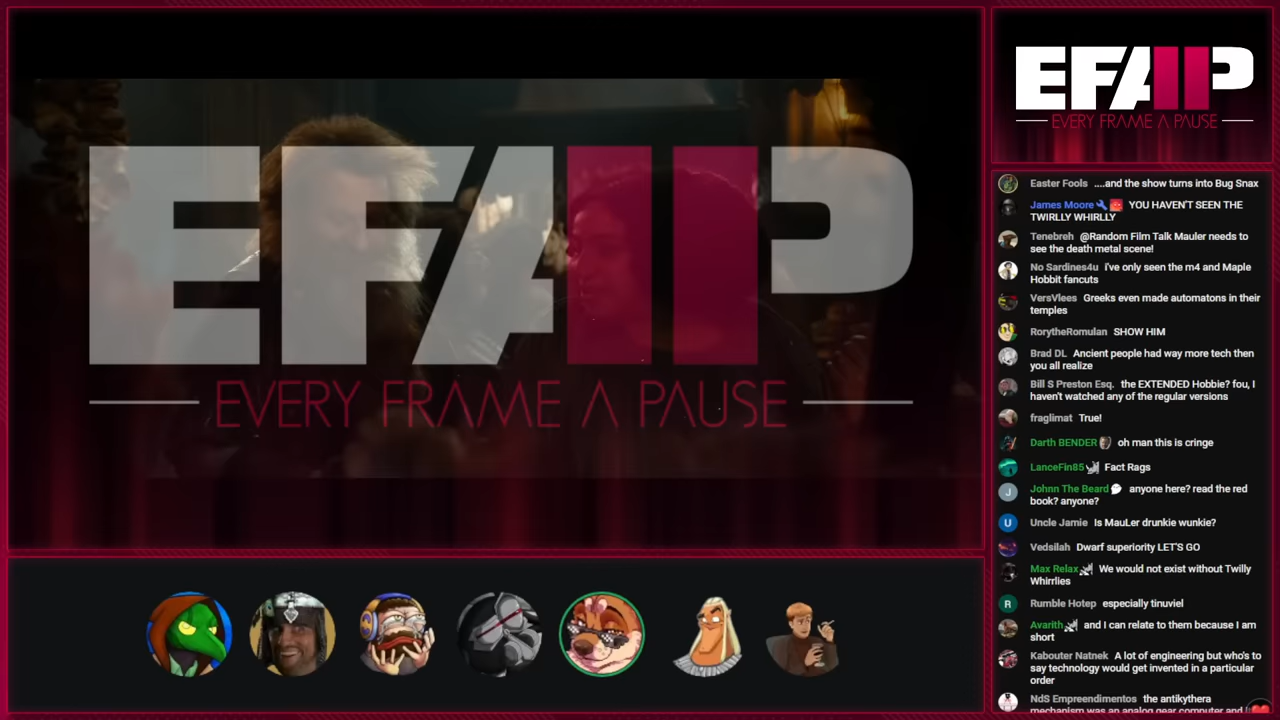 EFAP
EVERY FRAME A PAUSE
EFAP
EVERY FRAME A PAUSE
Easter Fools ....and the show turns into Bug Snax
James Moore YOU HAVEN'T SEEN THE
TWIRLLY WHIRLLY
Tenebreh @Random Film Talk Mauler needs to
see the death metal scene!
No Sardines4u i've only seen the m4 and Maple
Hobbit fancuts
VersVlees Greeks even made automatons in their
temples
RorytheRomulan SHOW HIM
Brad DL Ancient people had way more tech then
you all realize
Bill S Preston Esq. the EXTENDED Hobbie? fou, I
haven't watched any of the regular versions
fraglimat True!
Darth BENDER oh man this is cringe
LanceFin85 Fact Rags
J
Johnn The Beard anyone here? read the red
book? anyone?
U
Uncle Jamie Is MauLer drunkie wunkie?
Vedsilah Dwarf superiority LET'S GO
Max Relax We would not exist without Twilly
Whirrlies
R
Rumble Hotep especially tinuviel
Avarith and I can relate to them because I am
short
Kabouter Natnek A lot of engineering but who's to
say technology would get invented in a particular
order
NdS Empreendimentos the antikythera
mechanism was an analog gear computer and